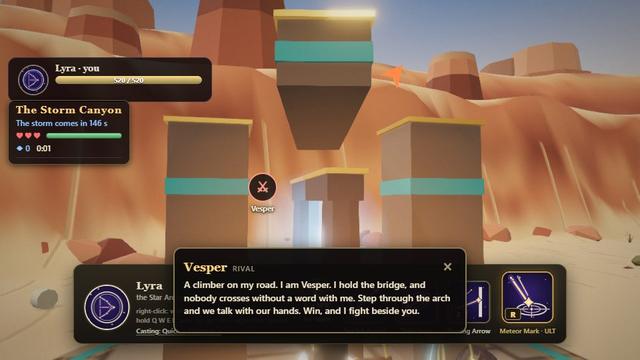 Lyra - you
520 / 520
The Storm Canyon
The storm comes in 146 s
0 0:01
Vesper
Vesper RIVAL
A climber on my road. I am Vesper. I hold the bridge, and
nobody crosses without a word with me. Step through the arch
and we talk with our hands. Win, and I fight beside you.
Lyra
the Star
right-click:
hold Q W E
Casting:
Arrow
R
Meteor Mark · ULT